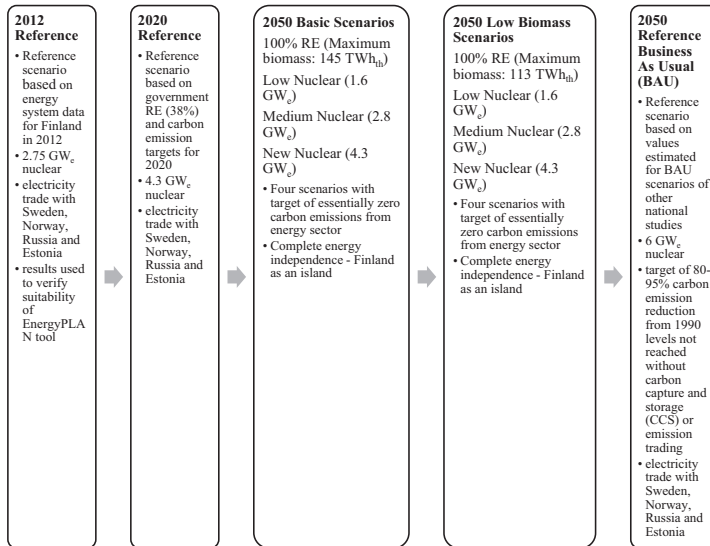 2012
Reference
• Reference
scenario
based on
energy
system data
for Finland
in 2012
• 2.75 GWe
nuclear
• electricity
trade with
Sweden,
Norway,
Russia and
Estonia
• results used
to verify
suitability
of
EnergyPLA
N tool
2020
Reference
• Reference
scenario
based on
government
RE (38%)
and carbon
emission
targets for
2020
• 4.3 GWe
nuclear
• electricity
trade with
Sweden,
Norway,
Russia and
Estonia
2050 Basic Scenarios
100% RE (Maximum
biomass: 145 TWhth)
Low Nuclear (1.6
GWe)
Medium Nuclear (2.8
GWe)
New Nuclear (4.3
GWe)
• Four scenarios with
target of essentially zero
carbon emissions from
energy sector
• Complete energy
independence - Finland
as an island
2050 Low Biomass
Scenarios
100% RE (Maximum
biomass: 113 TWhth)
Low Nuclear (1.6
GWe)
Medium Nuclear (2.8
GWe)
New Nuclear (4.3
GWe)
• Four scenarios with
target of essentially
zero carbon emissions
from energy sector
• Complete energy
independence - Finland
as an island
2050
Reference
Business
As Usual
(BAU)
• Reference
scenario
based on
values
estimated
for BAU
scenarios of
other
national
studies
• 6 GWe
nuclear
• target of 80-
95% carbon
emission
reduction
from 1990
levels not
reached
without
carbon
capture and
storage
(CCS) or
emission
trading
• electricity
trade with
Sweden,
Norway,
Russia and
Estonia